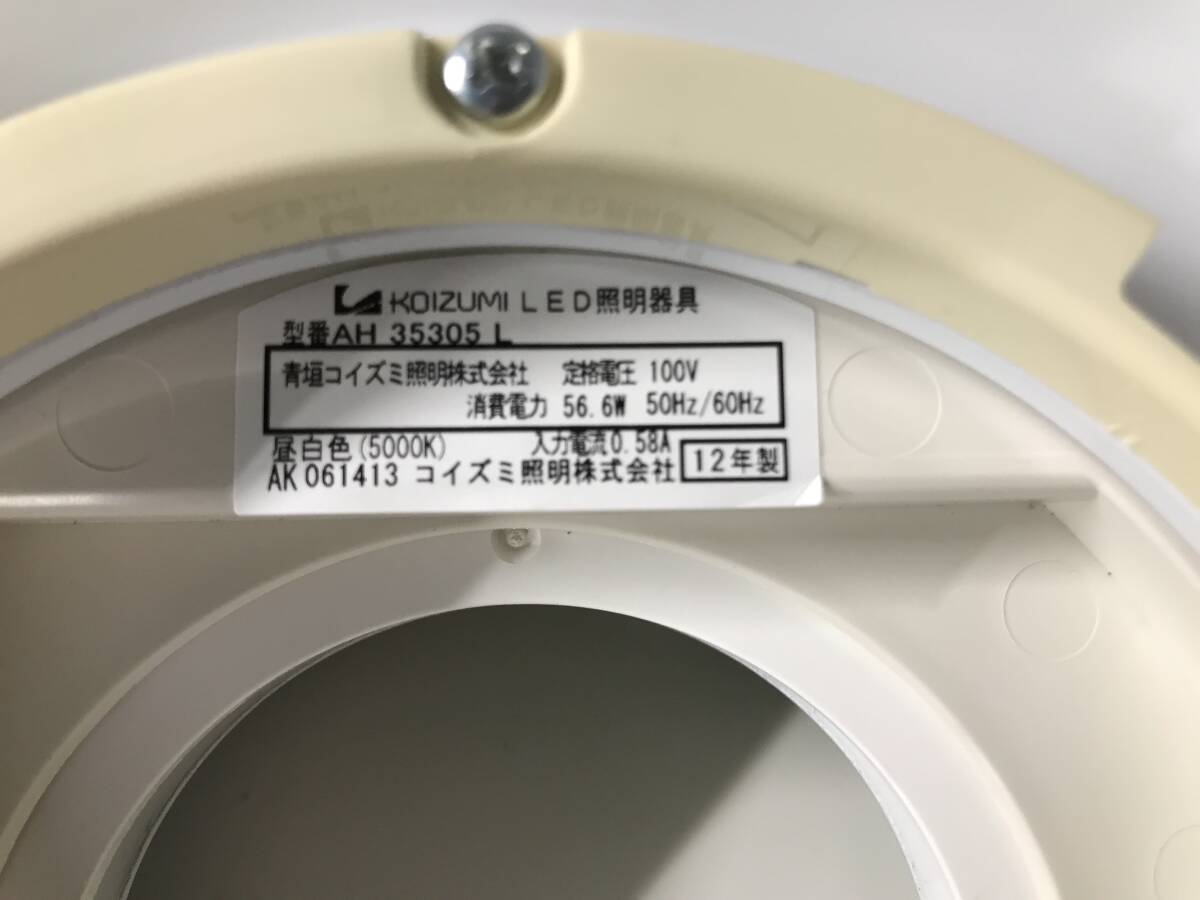 KOIZUMI LED照明器具
型番AH 35305 L
青垣コイズミ照明株式会社 定格電圧 100V
消費電力 56.6W 50Hz/60Hz
昼白色(5000K) 入力電流0.58A
AK 061413 コイズミ照明株式会社 12年製